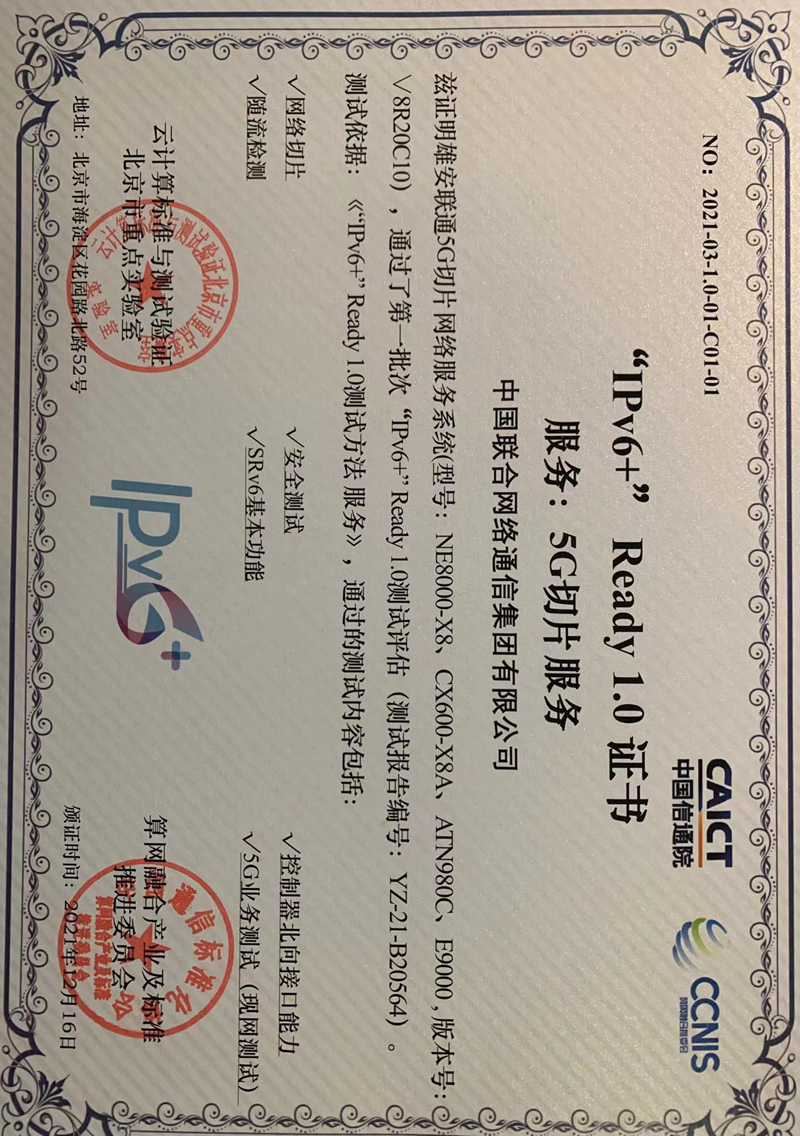 CAICT
中国信通院
CCNIS
NO：2021-03-1.0-01-C01-01
“IPv6+” Ready 1.0 证书
服务：5G切片服务
中国联合网络通信集团有限公司
兹证明雄安联通5G切片网络服务系统(型号：NE8000-X8、CX600-X8A、ATN980C、E9000，版本号：
V8R20C10)，通过了第一批次“IPv6+” Ready 1.0测试评估（测试报告编号：YZ-21-B20564）。
测试依据：《“IPv6+” Ready 1.0测试方法 服务》，通过的测试内容包括：
√网络切片 √安全测试 √控制器北向接口能力
√随流检测 √SRv6基本功能 √5G业务测试（现网测试）
云计算标准与测试验证
北京市重点实验室
IPv6+
算网融合产业及标准
推进委员会
地址：北京市海淀区花园路北路52号
颁证时间：2021年12月16日